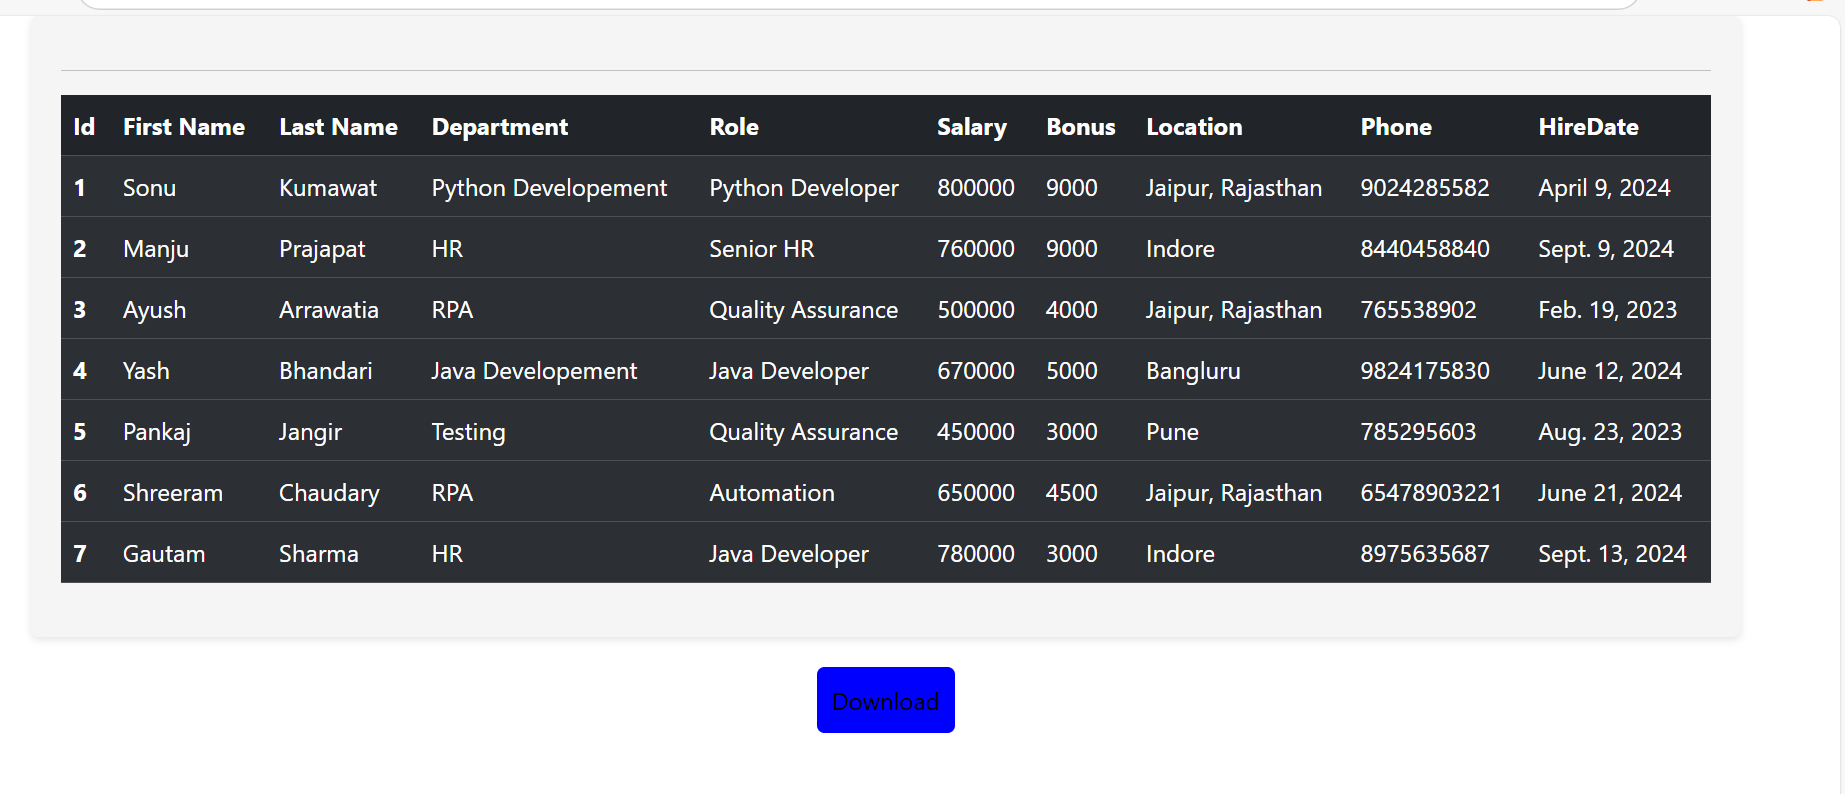 Id First Name Last Name Department Role Salary Bonus Location Phone HireDate
1 Sonu Kumawat Python Developement Python Developer 800000 9000 Jaipur, Rajasthan 9024285582 April 9, 2024
2 Manju Prajapat HR Senior HR 760000 9000 Indore 8440458840 Sept. 9, 2024
3 Ayush Arrawatia RPA Quality Assurance 500000 4000 Jaipur, Rajasthan 765538902 Feb. 19, 2023
4 Yash Bhandari Java Developement Java Developer 670000 5000 Bangluru 9824175830 June 12, 2024
5 Pankaj Jangir Testing Quality Assurance 450000 3000 Pune 785295603 Aug. 23, 2023
6 Shreeram Chaudary RPA Automation 650000 4500 Jaipur, Rajasthan 65478903221 June 21, 2024
7 Gautam Sharma HR Java Developer 780000 3000 Indore 8975635687 Sept. 13, 2024
Download